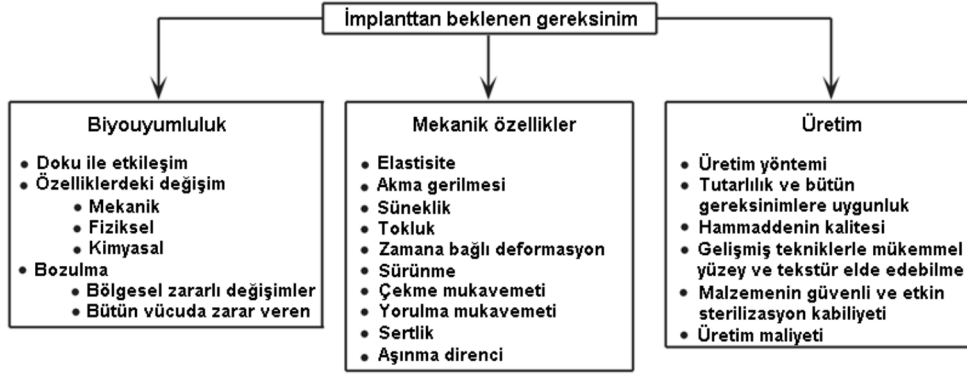 İmplanttan beklenen gereksinim
Biyouyumluluk
• Doku ile etkileşim
• Özelliklerdeki değişim
• Mekanik
• Fiziksel
• Kimyasal
• Bozulma
• Bölgesel zararlı değişimler
• Bütün vücuda zarar veren
Mekanik özellikler
• Elastisite
• Akma gerilmesi
• Süneklik
• Tokluk
• Zamana bağlı deformasyon
• Sürünme
• Çekme mukavemeti
• Yorulma mukavemeti
• Sertlik
• Aşınma direnci
Üretim
• Üretim yöntemi
• Tutarlılık ve bütün
gereksinimlere uygunluk
• Hammaddenin kalitesi
• Gelişmiş tekniklerle mükemmel
yüzey ve tekstür elde edebilme
• Malzemenin güvenli ve etkin
sterilizasyon kabiliyeti
• Üretim maliyeti